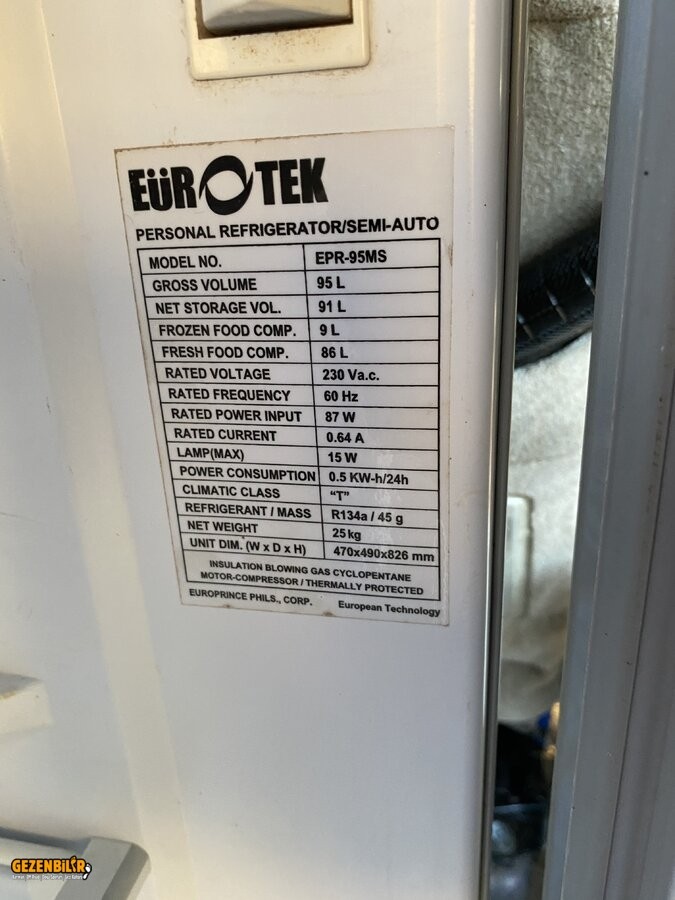 EüROTEK
PERSONAL REFRIGERATOR/SEMI-AUTO
MODEL NO. EPR-95MS
GROSS VOLUME 95 L
NET STORAGE VOL. 91 L
FROZEN FOOD COMP. 9 L
FRESH FOOD COMP. 86 L
RATED VOLTAGE 230 Va.c.
RATED FREQUENCY 60 Hz
RATED POWER INPUT 87 W
RATED CURRENT 0.64 A
LAMP(MAX) 15 W
POWER CONSUMPTION 0.5 KW-h/24h
CLIMATIC CLASS “T”
REFRIGERANT / MASS R134a / 45 g
NET WEIGHT 25 kg
UNIT DIM. (W x D x H) 470x490x826 mm
INSULATION BLOWING GAS CYCLOPENTANE
MOTOR-COMPRESSOR / THERMALLY PROTECTED
EUROPRINCE PHILS., CORP. European Technology
GEZENBİLİR